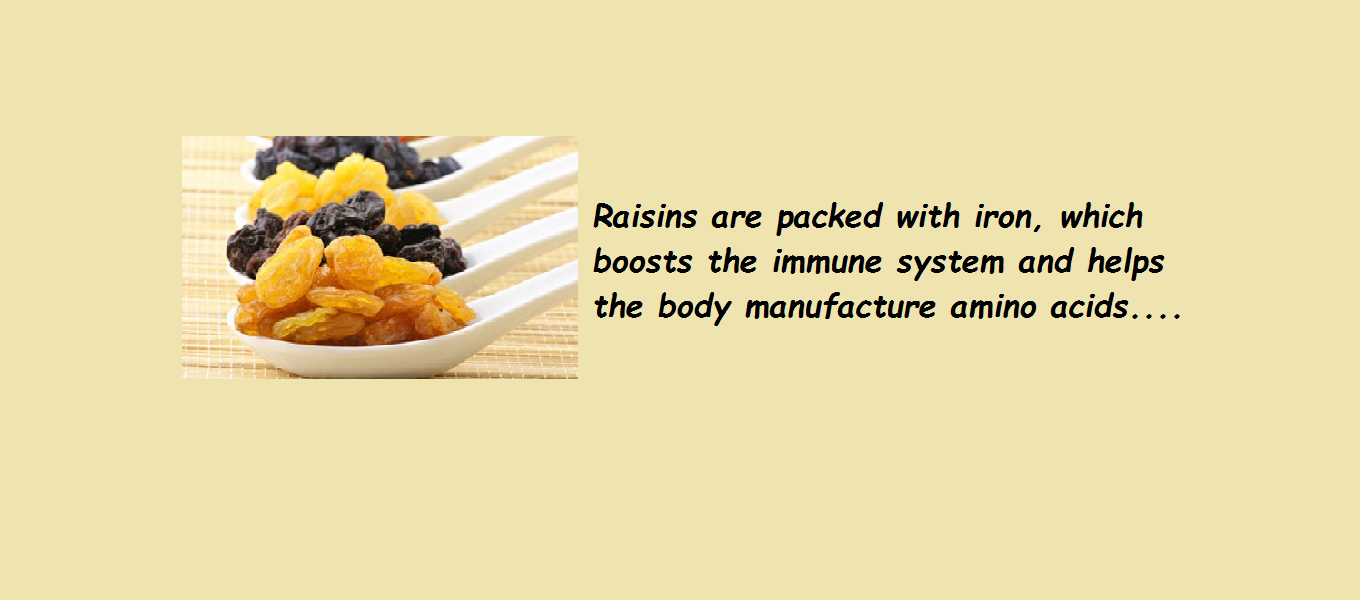 Raisins are packed with iron, which
boosts the immune system and helps
the body manufacture amino acids....